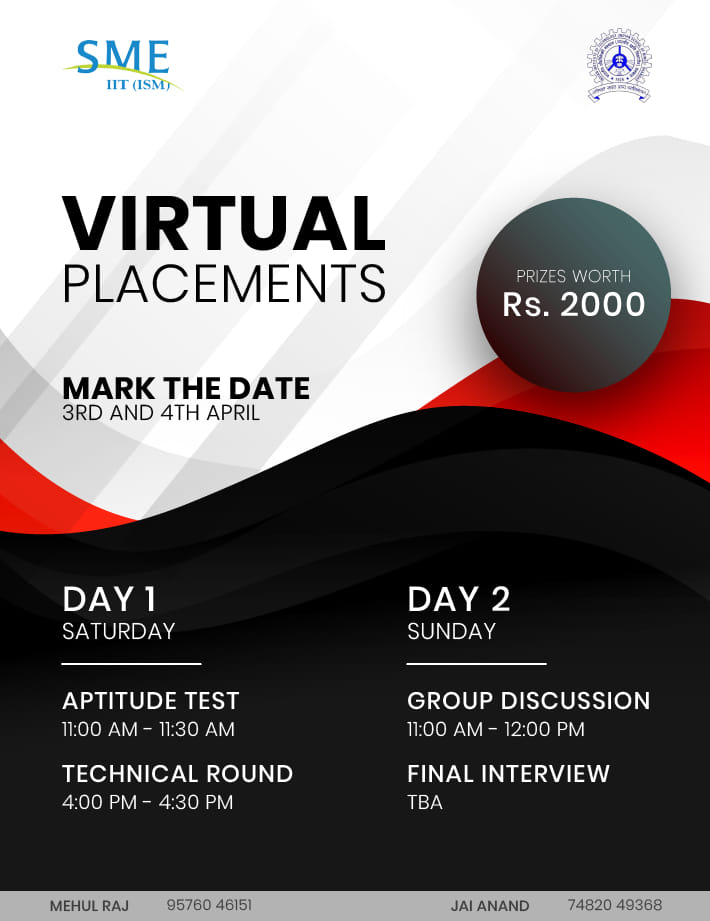 SME
IIT (ISM)
VIRTUAL
PLACEMENTS
PRIZES WORTH
Rs. 2000
MARK THE DATE
3RD AND 4TH APRIL
DAY 1
SATURDAY
APTITUDE TEST
11:00 AM - 11:30 AM
TECHNICAL ROUND
4:00 PM - 4:30 PM
DAY 2
SUNDAY
GROUP DISCUSSION
11:00 AM - 12:00 PM
FINAL INTERVIEW
TBA
MEHUL RAJ 95760 46151
JAI ANAND 74820 49368